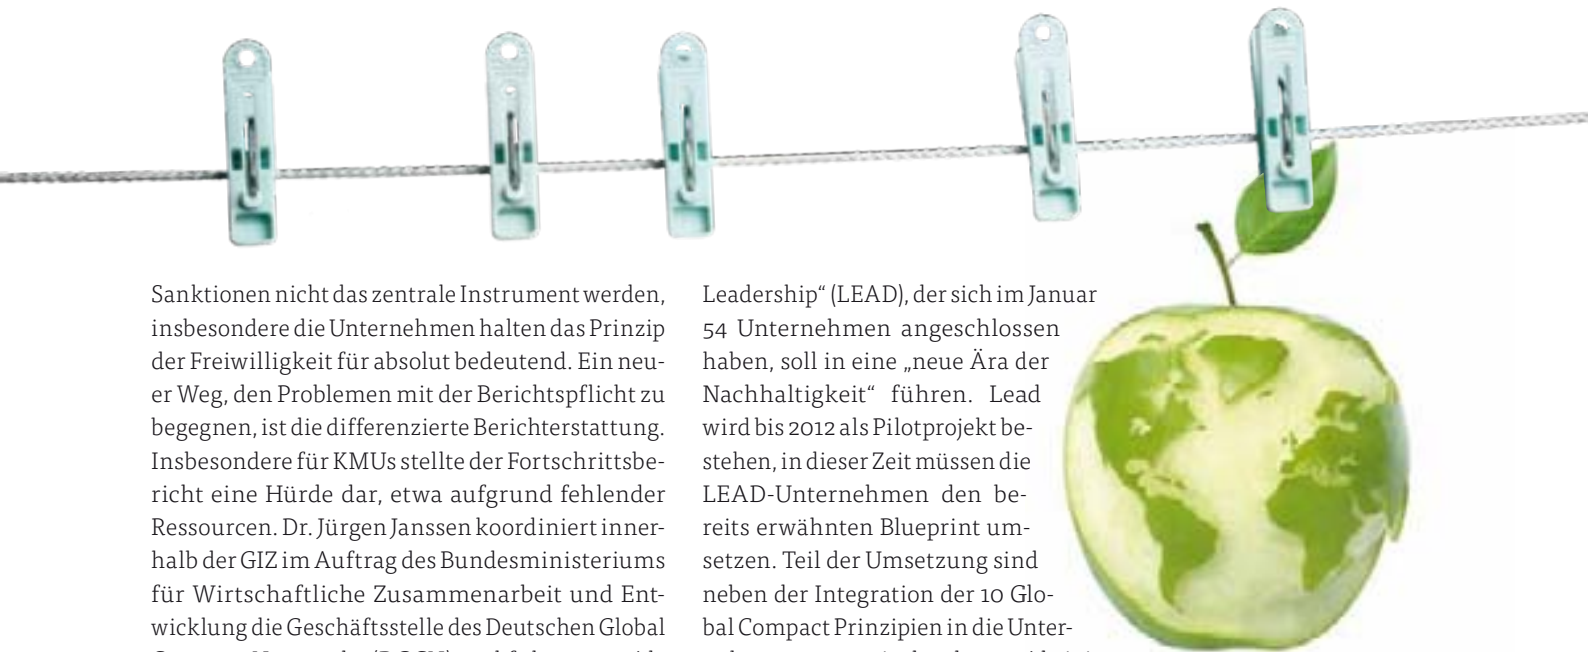 Sanktionen nicht das zentrale Instrument werden,
insbesondere die Unternehmen halten das Prinzip
der Freiwilligkeit für absolut bedeutend. Ein neu-
er Weg, den Problemen mit der Berichtspflicht zu
begegnen, ist die differenzierte Berichterstattung.
Insbesondere für KMUs stellte der Fortschrittsbe-
richt eine Hürde dar, etwa aufgrund fehlender
Ressourcen. Dr. Jürgen Janssen koordiniert inner-
halb der GIZ im Auftrag des Bundesministeriums
für Wirtschaftliche Zusammenarbeit und Ent-
wicklung die Geschäftsstelle des Deutschen Global
Leadership“ (LEAD), der sich im Januar
54 Unternehmen angeschlossen
haben, soll in eine „neue Ära der
Nachhaltigkeit“ führen. Lead
wird bis 2012 als Pilotprojekt be-
stehen, in dieser Zeit müssen die
LEAD-Unternehmen den be-
reits erwähnten Blueprint um-
setzen. Teil der Umsetzung sind
neben der Integration der 10 Glo-
bal Compact Prinzipien in die Unter-